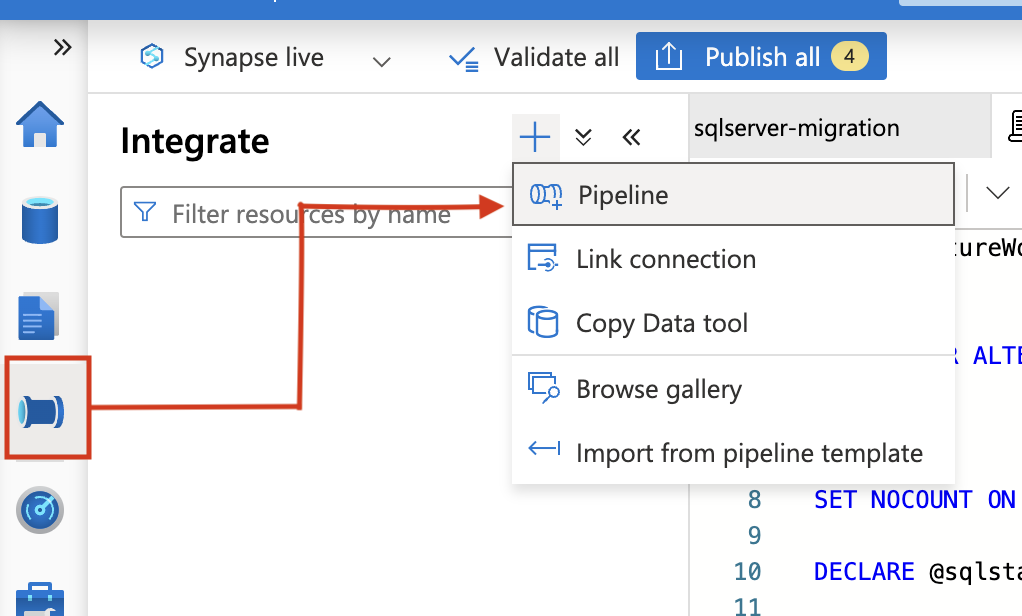 Synapse live
Validate all
Publish all 4
Integrate
sqlserver-migration
Filter resources by name
Pipeline
Link connection
Copy Data tool
Browse gallery
Import from pipeline template
ALTE
8 SET NOCOUNT ON
9
10 DECLARE @sqlsta
11